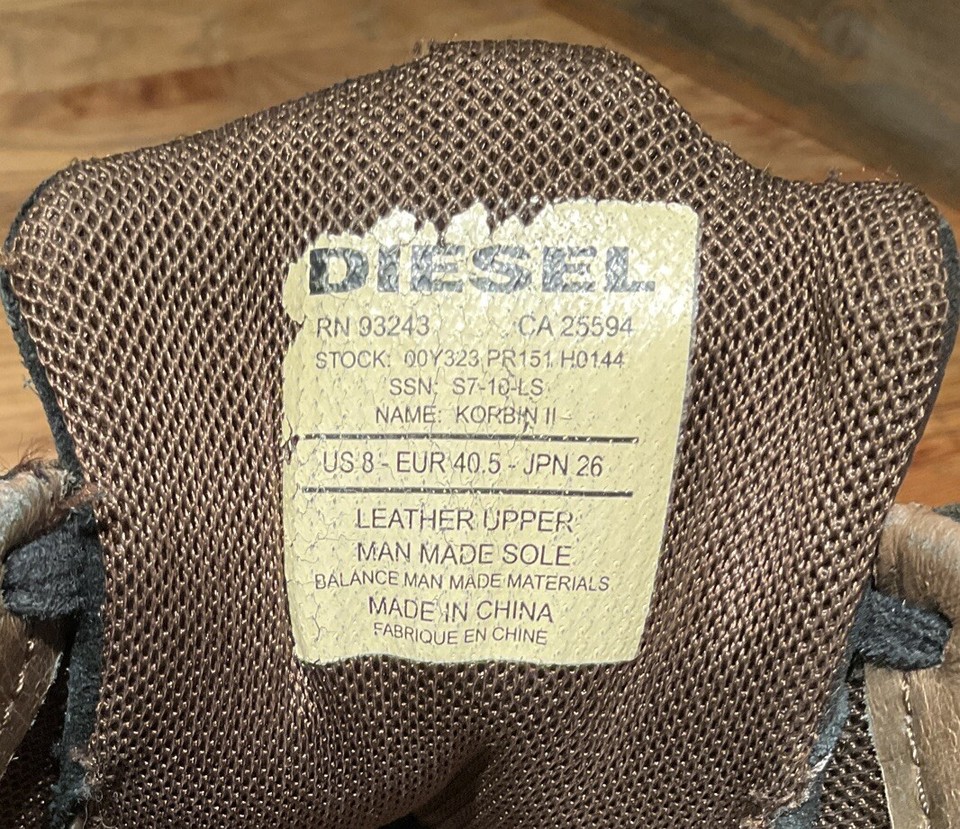 DIESEL
RN 93243 CA 25594
STOCK: 00Y323 PR151 H0144
SSN: S7-10-LS
NAME: KORBIN II
US 8 - EUR 40.5 - JPN 26
LEATHER UPPER
MAN MADE SOLE
BALANCE MAN MADE MATERIALS
MADE IN CHINA
FABRIQUE EN CHINE